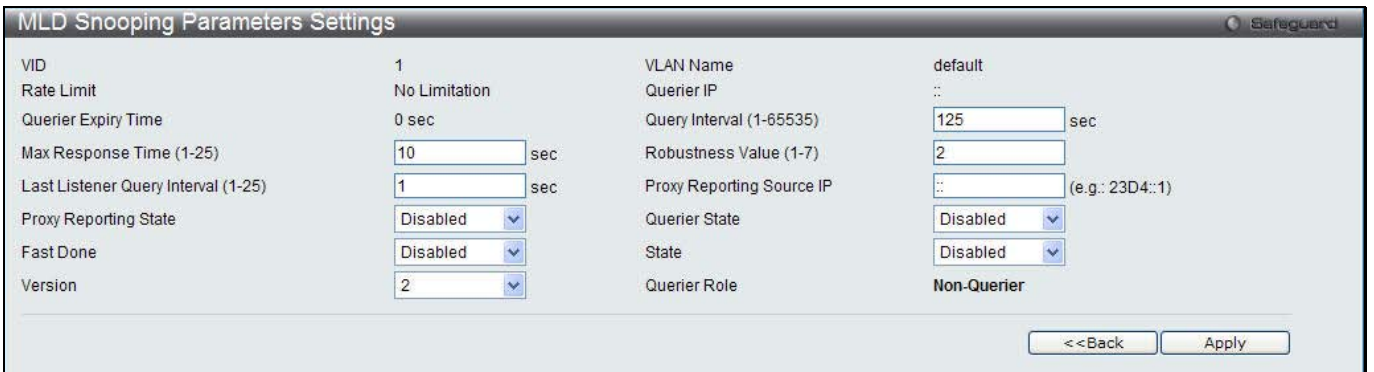 MLD Snooping Parameters Settings Safeguard
VID 1 VLAN Name default
Rate Limit No Limitation Querier IP ::
Querier Expiry Time 0 sec Query Interval (1-65535) 125 sec
Max Response Time (1-25) 10 sec Robustness Value (1-7) 2
Last Listener Query Interval (1-25) 1 sec Proxy Reporting Source IP :: (e.g.: 23D4::1)
Proxy Reporting State Disabled Querier State Disabled
Fast Done Disabled State Disabled
Version 2 Querier Role Non-Querier
<<Back Apply